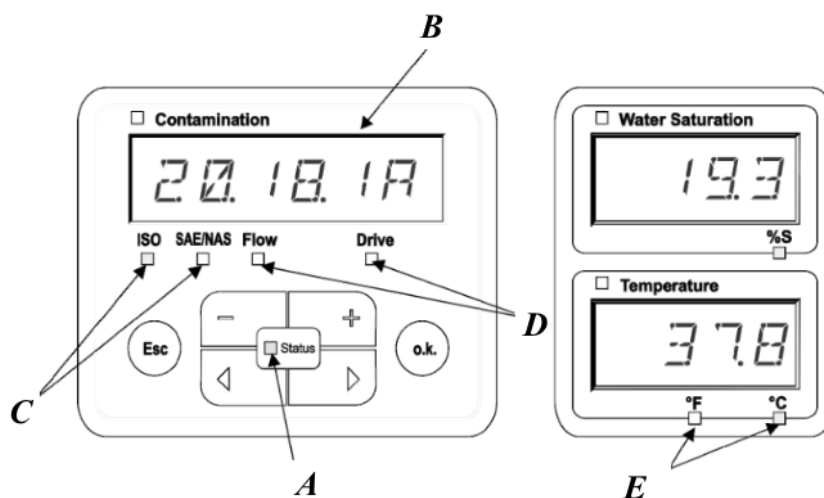 B
Contamination
20.18.1A
ISO SAE/NAS Flow Drive
− +
Esc Status o.k.
C
A
D
Water Saturation
19.3
%S
Temperature
37.8
°F °C
E